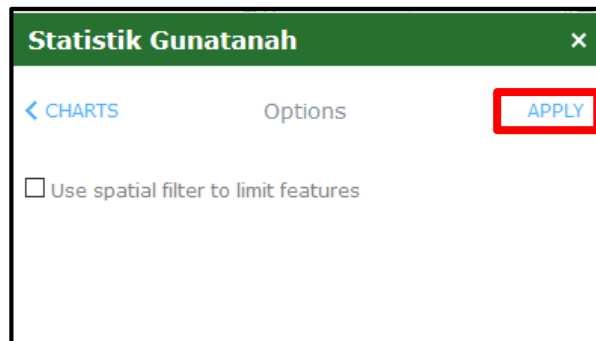 Statistik Gunatanah ×
CHARTS Options APPLY
Use spatial filter to limit features